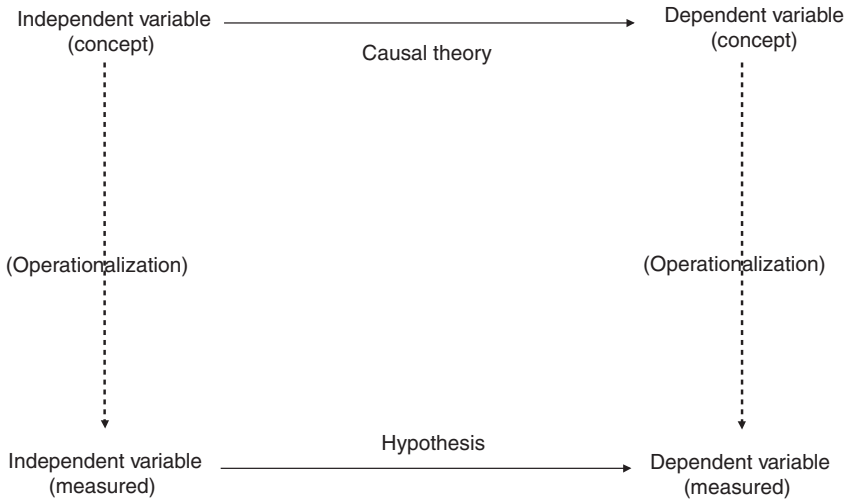 Independent variable
(concept)
Causal theory
Dependent variable
(concept)
(Operationalization)
(Operationalization)
Independent variable
(measured)
Hypothesis
Dependent variable
(measured)